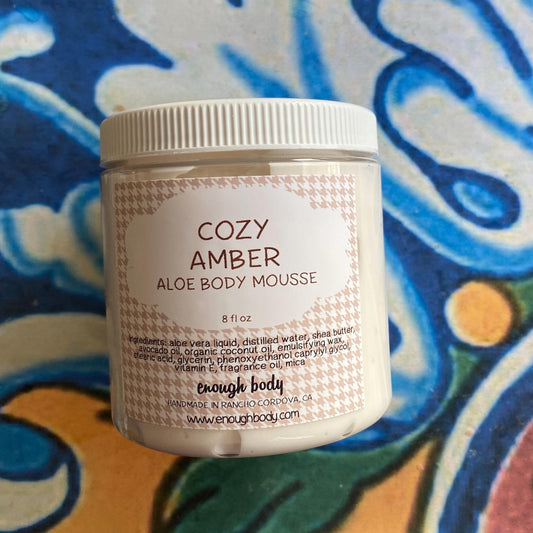 COZY
AMBER
ALOE BODY MOUSSE
8 fl oz
ingredients: aloe vera liquid, distilled water, shea butter,
avocado oil, organic coconut oil, emulsifying wax,
stearic acid, glycerin, phenoxyethanol caprylyl glycol,
vitamin E, fragrance oil, mica
enough body
HANDMADE IN RANCHO CORDOVA, CA
www.enoughbody.com